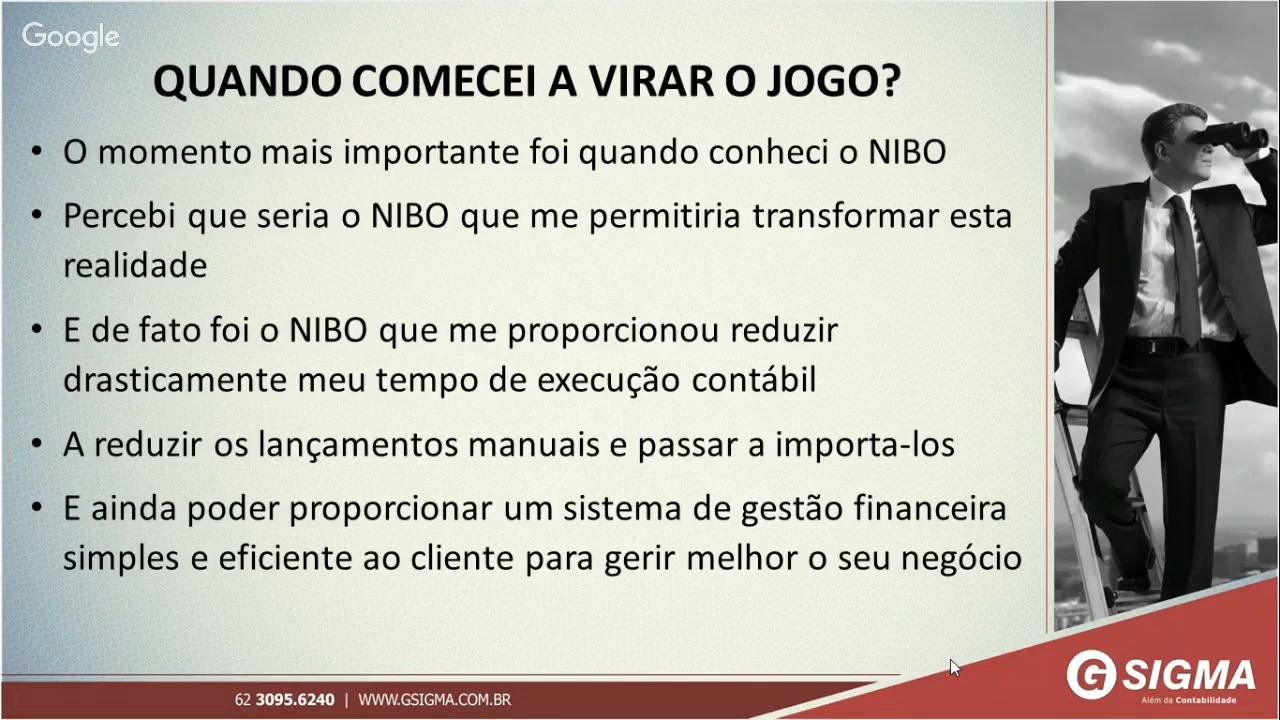 Google
QUANDO COMECEI A VIRAR O JOGO?
• O momento mais importante foi quando conheci o NIBO
• Percebi que seria o NIBO que me permitiria transformar esta
realidade
• E de fato foi o NIBO que me proporcionou reduzir
drasticamente meu tempo de execução contábil
• A reduzir os lançamentos manuais e passar a importa-los
• E ainda poder proporcionar um sistema de gestão financeira
simples e eficiente ao cliente para gerir melhor o seu negócio
62 3095.6240 | WWW.GSIGMA.COM.BR
G SIGMA
Além da Contabilidade